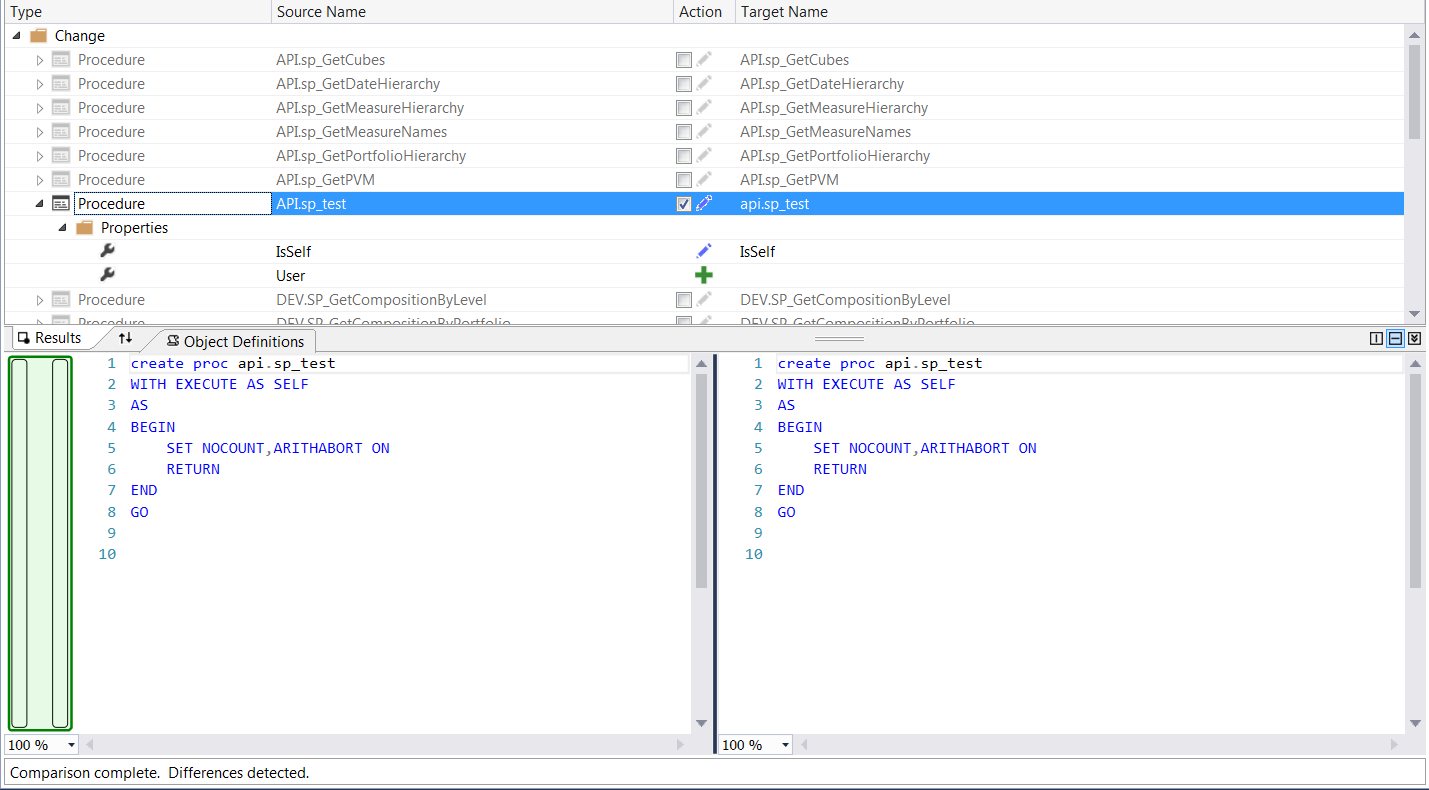 Type Source Name Action Target Name
Change
Procedure API.sp_GetCubes API.sp_GetCubes
Procedure API.sp_GetDateHierarchy API.sp_GetDateHierarchy
Procedure API.sp_GetMeasureHierarchy API.sp_GetMeasureHierarchy
Procedure API.sp_GetMeasureNames API.sp_GetMeasureNames
Procedure API.sp_GetPortfolioHierarchy API.sp_GetPortfolioHierarchy
Procedure API.sp_GetPVM API.sp_GetPVM
Procedure API.sp_test api.sp_test
Properties
IsSelf IsSelf
User
Procedure DEV.SP_GetCompositionByLevel DEV.SP_GetCompositionByLevel
Procedure DEV.SP_GetCompositionByPortfolio DEV.SP_GetCompositionByPortfolio
Results Object Definitions
1 create proc api.sp_test
2 WITH EXECUTE AS SELF
3 AS
4 BEGIN
5 SET NOCOUNT,ARITHABORT ON
6 RETURN
7 END
8 GO
9
10
100 %
1 create proc api.sp_test
2 WITH EXECUTE AS SELF
3 AS
4 BEGIN
5 SET NOCOUNT,ARITHABORT ON
6 RETURN
7 END
8 GO
9
10
100 %
Comparison complete. Differences detected.